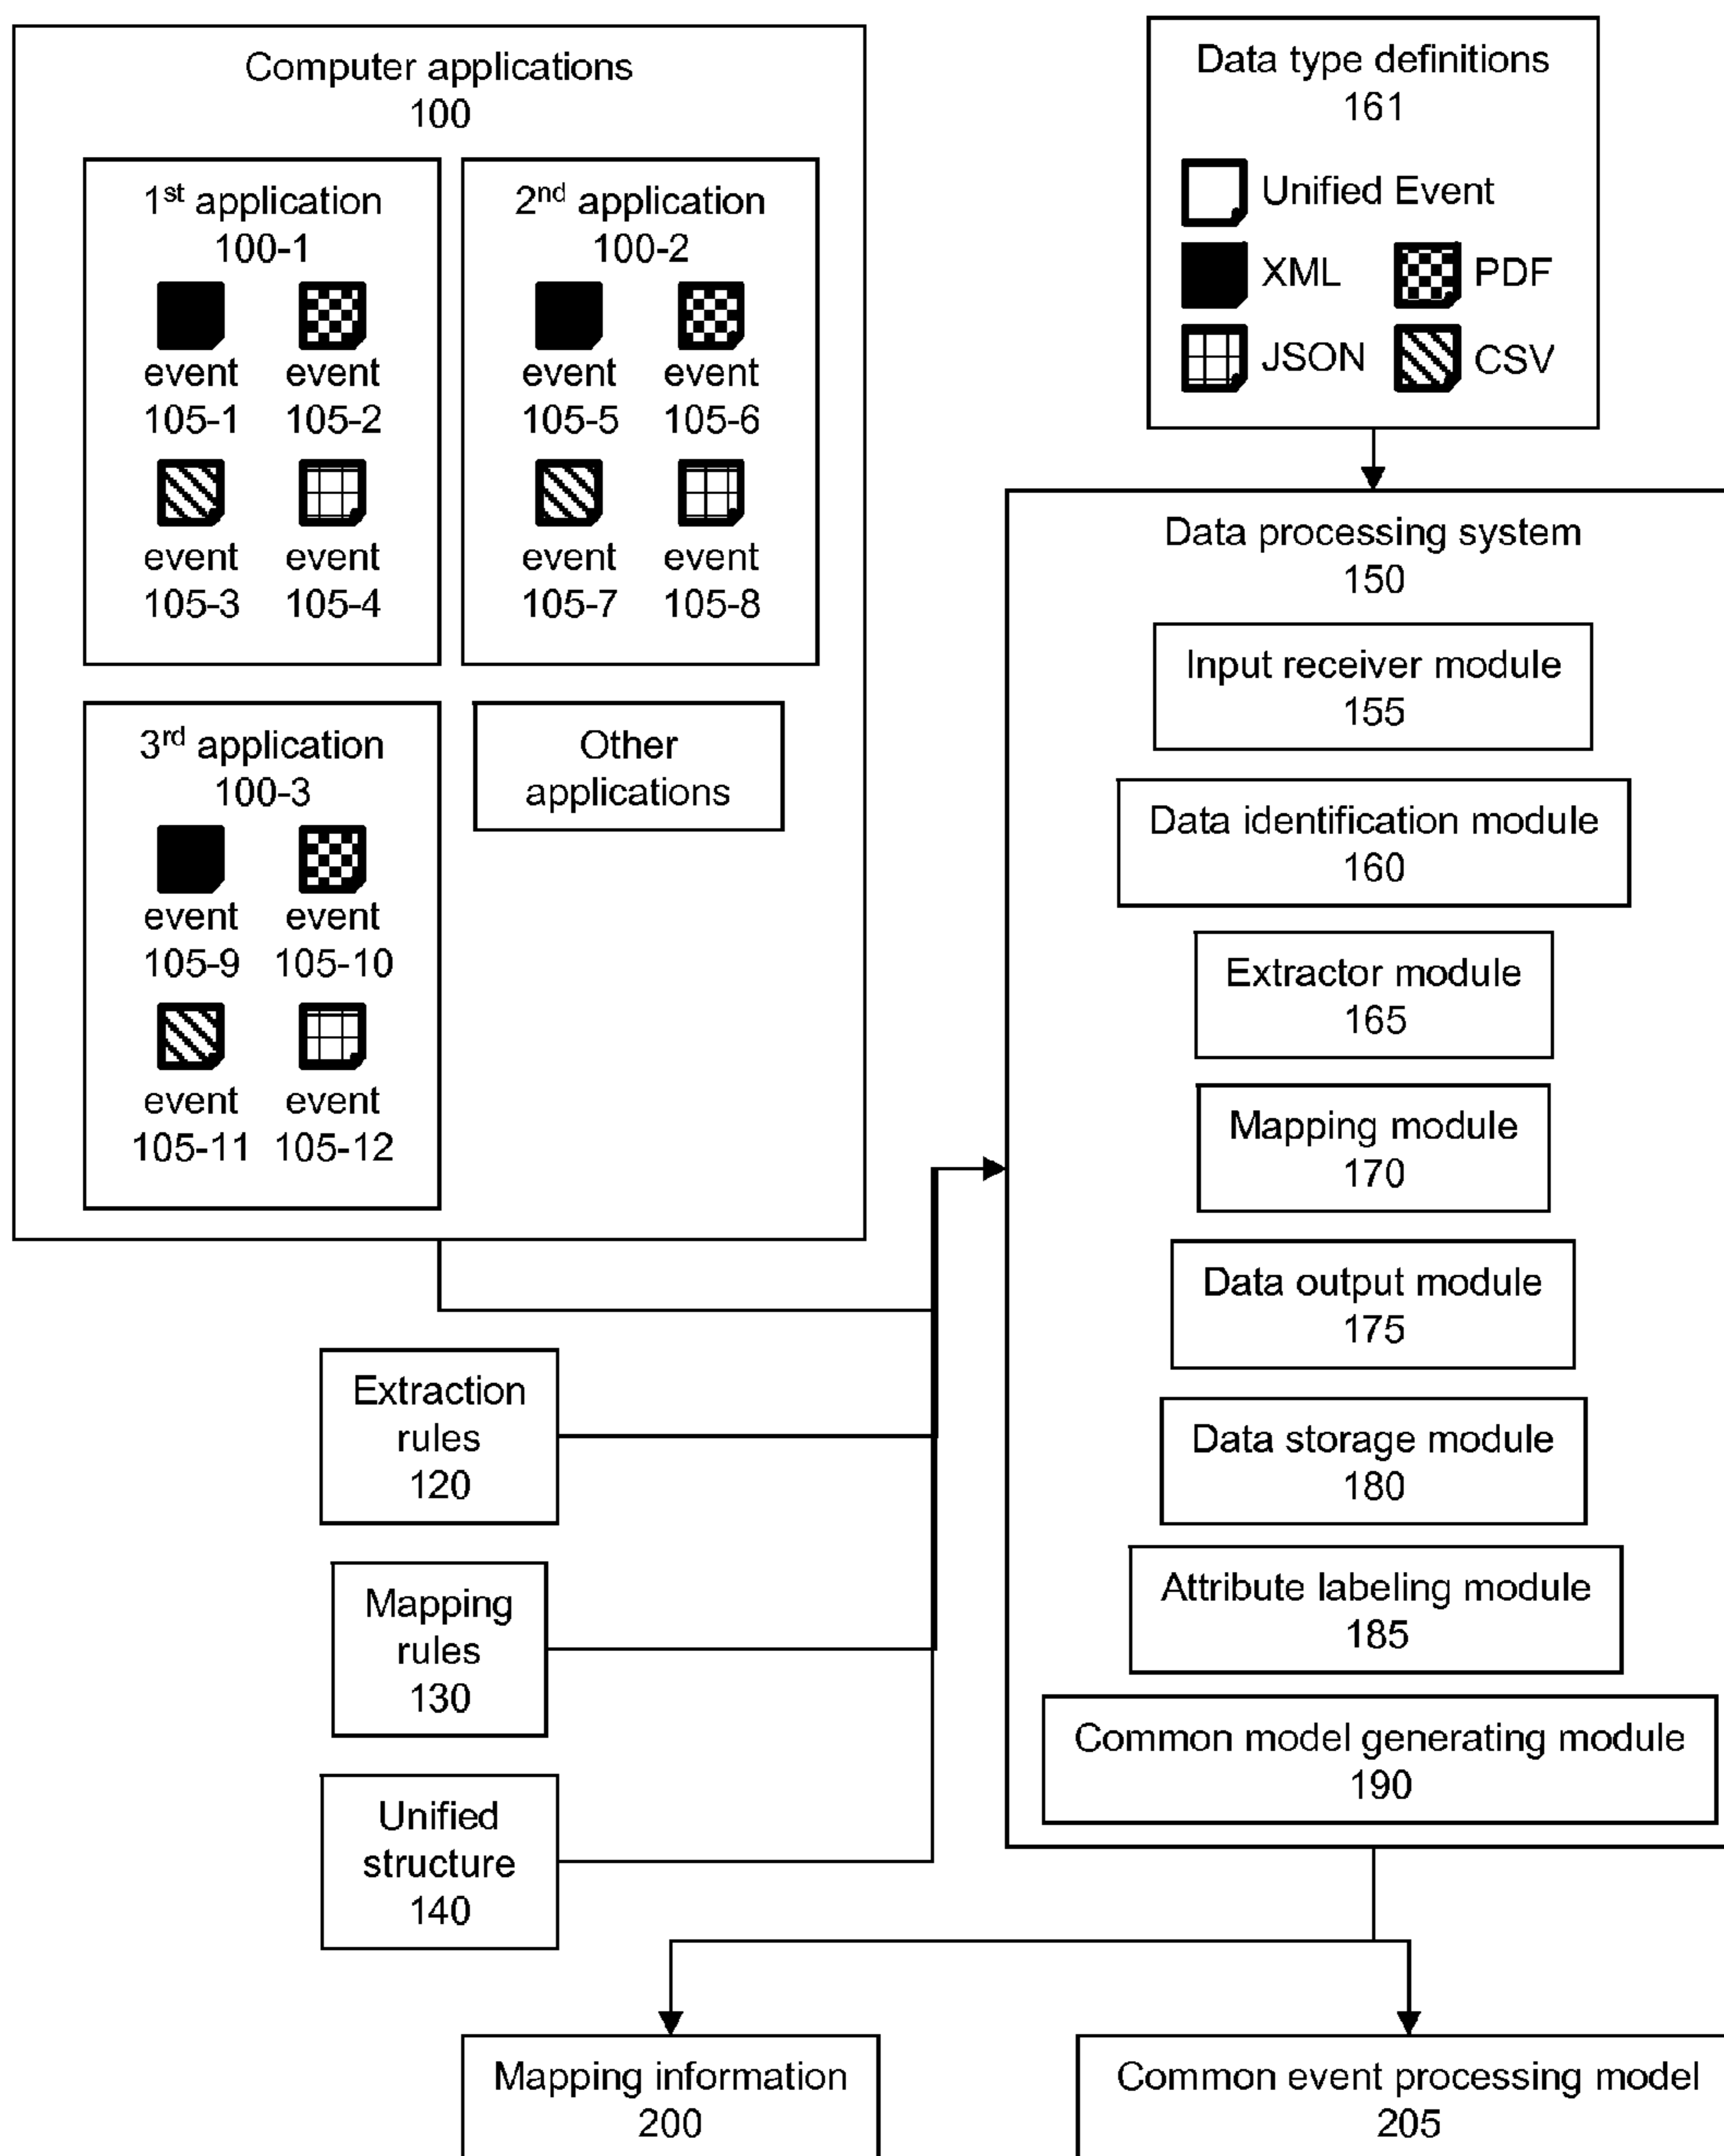 Computer applications
100
1st application
100-1
event
105-1
event
105-2
event
105-3
event
105-4
2nd application
100-2
event
105-5
event
105-6
event
105-7
event
105-8
3rd application
100-3
event
105-9
event
105-10
event
105-11
event
105-12
Other
applications
Extraction
rules
120
Mapping
rules
130
Unified
structure
140
Data type definitions
161
Unified Event
XML
PDF
JSON
CSV
Data processing system
150
Input receiver module
155
Data identification module
160
Extractor module
165
Mapping module
170
Data output module
175
Data storage module
180
Attribute labeling module
185
Common model generating module
190
Mapping information
200
Common event processing model
205